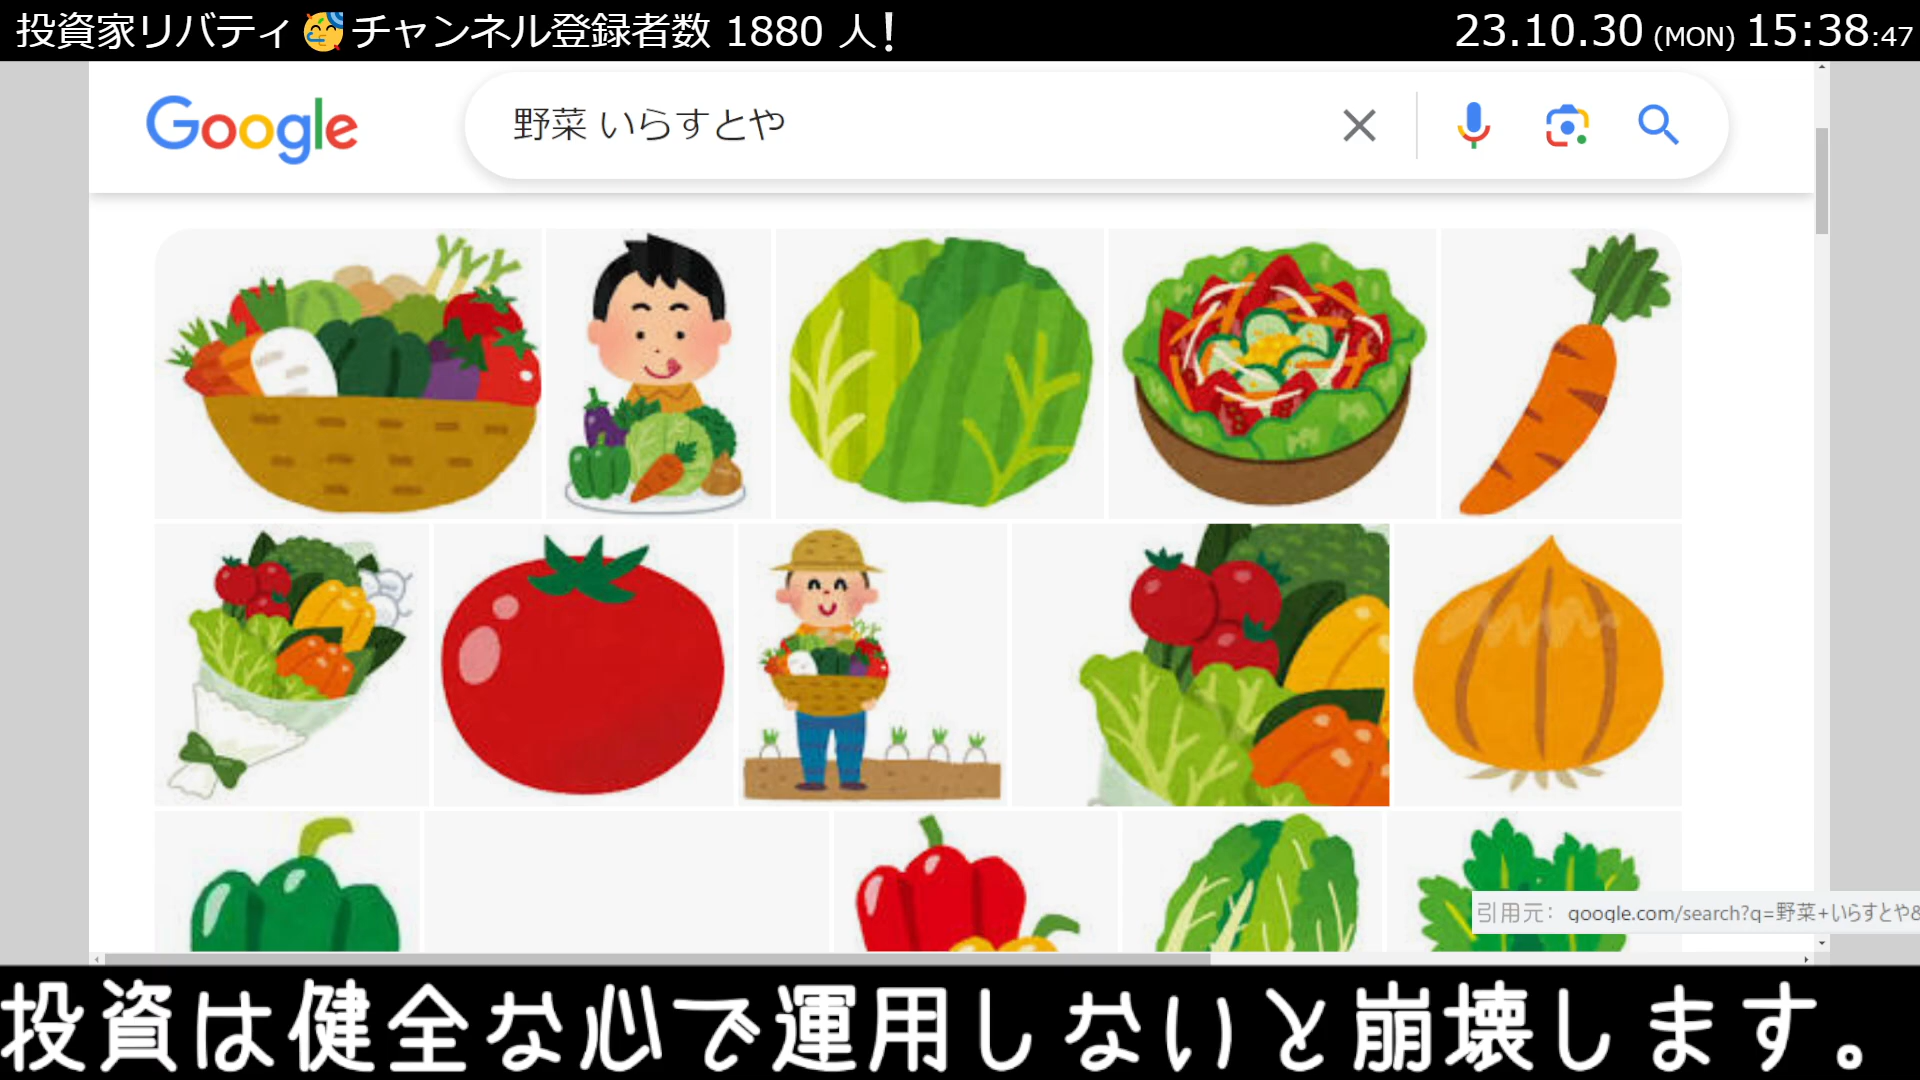 投資家リバティ🥳チャンネル登録者数 1880 人!
23.10.30 (MON) 15:38:47
Google
野菜 いらすとや
引用元: google.com/search?q=野菜+いらすとや&
投資は健全な心で運用しないと崩壊します。